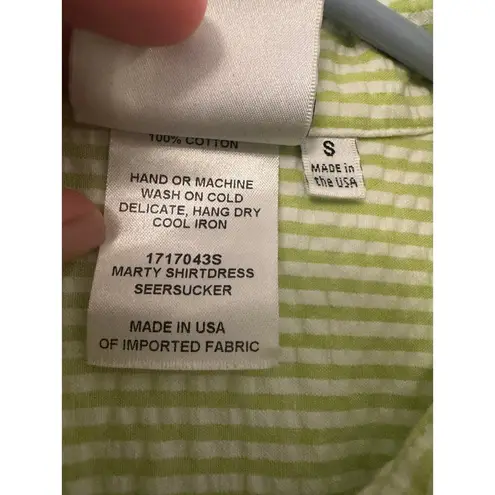 100% COTTON
HAND OR MACHINE
WASH ON COLD
DELICATE, HANG DRY
COOL IRON
1717043S
MARTY SHIRTDRESS
SEERSUCKER
MADE IN USA
OF IMPORTED FABRIC
S
MADE in
the USA